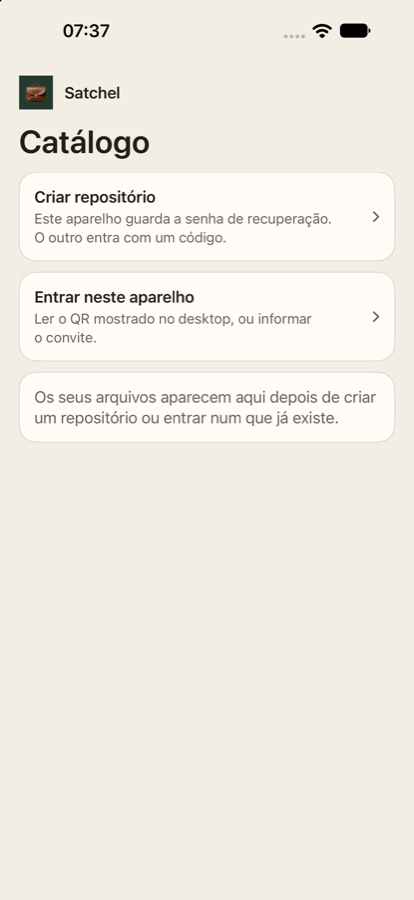 07:37
Satchel
Catálogo
Criar repositório
Este aparelho guarda a senha de recuperação.
O outro entra com um código.
Entrar neste aparelho
Ler o QR mostrado no desktop, ou informar
o convite.
Os seus arquivos aparecem aqui depois de criar
um repositório ou entrar num que já existe.